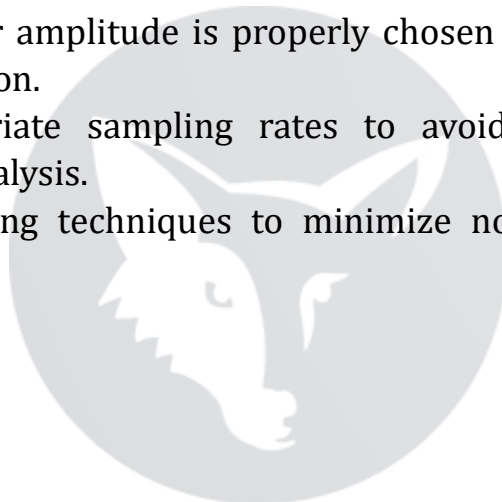 r amplitude is properly chosen
on.
riate sampling rates to avoid
alysis.
ng techniques to minimize no